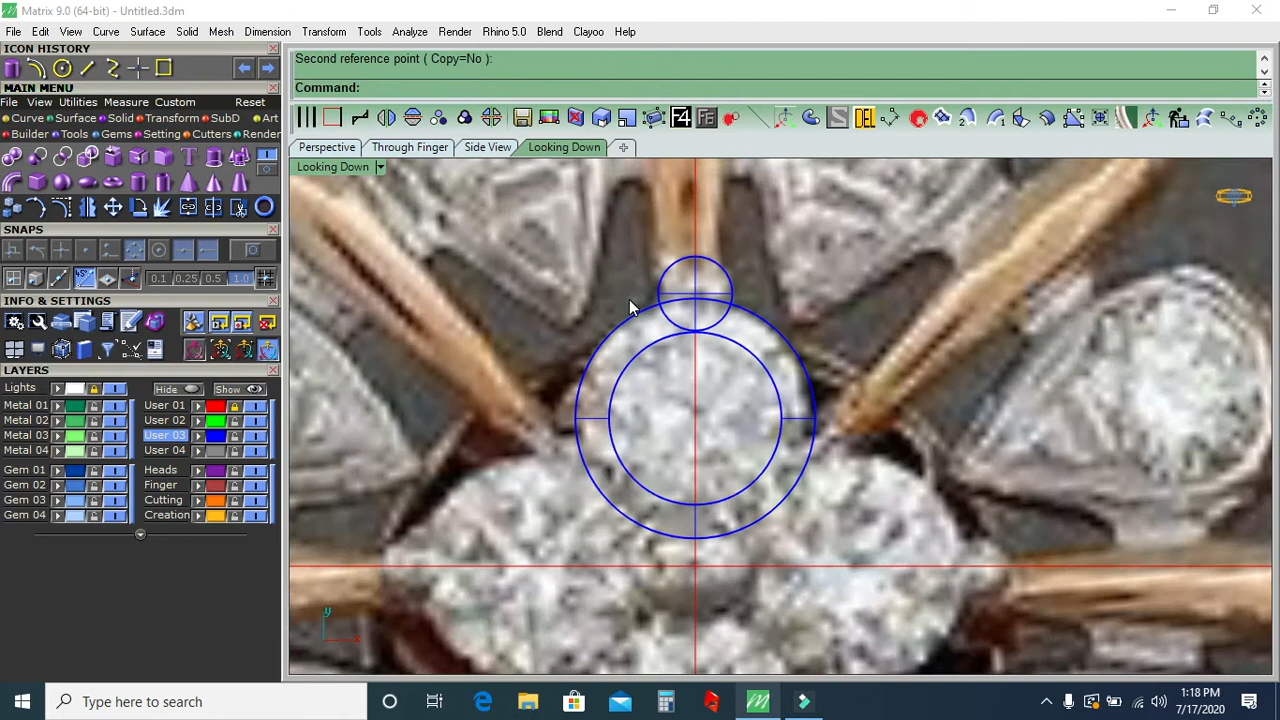 Matrix 9.0 (64-bit) - Untitled.3dm
File Edit View Curve Surface Solid Mesh Dimension Transform Tools Analyze Render Rhino 5.0 Blend Clayoo Help
ICON HISTORY
MAIN MENU
File View Utilities Measure Custom Reset
Curve Surface Solid Transform SubD Art
Builder Tools Gems Setting Cutters Render
SNAPS
45°
0.1 0.25 0.5 1.0
INFO & SETTINGS
LAYERS
Lights Hide Show
Metal 01 User 01
Metal 02 User 02
Metal 03 User 03
Metal 04 User 04
Gem 01 Heads
Gem 02 Finger
Gem 03 Cutting
Gem 04 Creation
Second reference point ( Copy=No ):
Command:
F4 F6 DEL
Perspective Through Finger Side View Looking Down
Looking Down
y
x
Type here to search
1:18 PM
7/17/2020